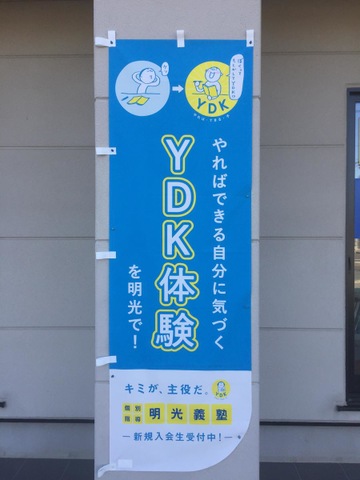 YDK
やればできる自分に気づく
YDK体験
を明光で！
キミが、主役だ。
YDK
個別指導 明光義塾
―新規入会生受付中！―